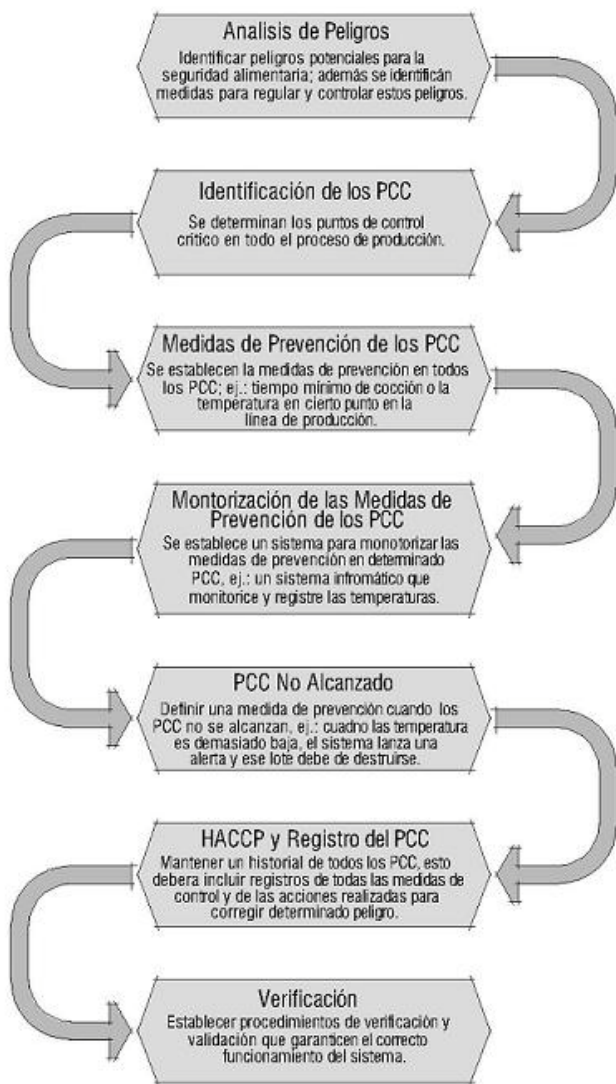 Analisis de Peligros
Identificar peligros potenciales para la
seguridad alimentaria; además se identificán
medidas para regular y controlar estos peligros.
Identificación de los PCC
Se determinan los puntos de control
critico en todo el proceso de producción.
Medidas de Prevención de los PCC
Se establecen la medidas de prevención en todos
los PCC; ej.: tiempo mínimo de cocción o la
temperatura en cierto punto en la
línea de producción.
Montorización de las Medidas de
Prevención de los PCC
Se establece un sistema para monotorizar las
medidas de prevención en determinado
PCC, ej.: un sistema infromático que
monitorice y registre las temperaturas.
PCC No Alcanzado
Definir una medida de prevención cuando los
PCC no se alcanzan, ej.: cuadno las temperatura
es demasiado baja, el sistema lanza una
alerta y ese lote debe de destruirse.
HACCP y Registro del PCC
Mantener un historial de todos los PCC, esto
debera incluir registros de todas las medidas de
control y de las acciones realizadas para
corregir determinado peligro.
Verificación
Establecer procedimientos de verificación y
validación que garanticen el correcto
funcionamiento del sistema.